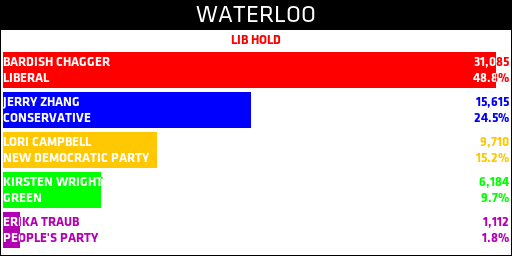 WATERLOO
LIB HOLD
BARDISH CHAGGER 31,085
LIBERAL 48.8%
JERRY ZHANG 15,615
CONSERVATIVE 24.5%
LORI CAMPBELL 9,710
NEW DEMOCRATIC PARTY 15.2%
KIRSTEN WRIGHT 6,184
GREEN 9.7%
ERIKA TRAUB 1,112
PEOPLE'S PARTY 1.8%